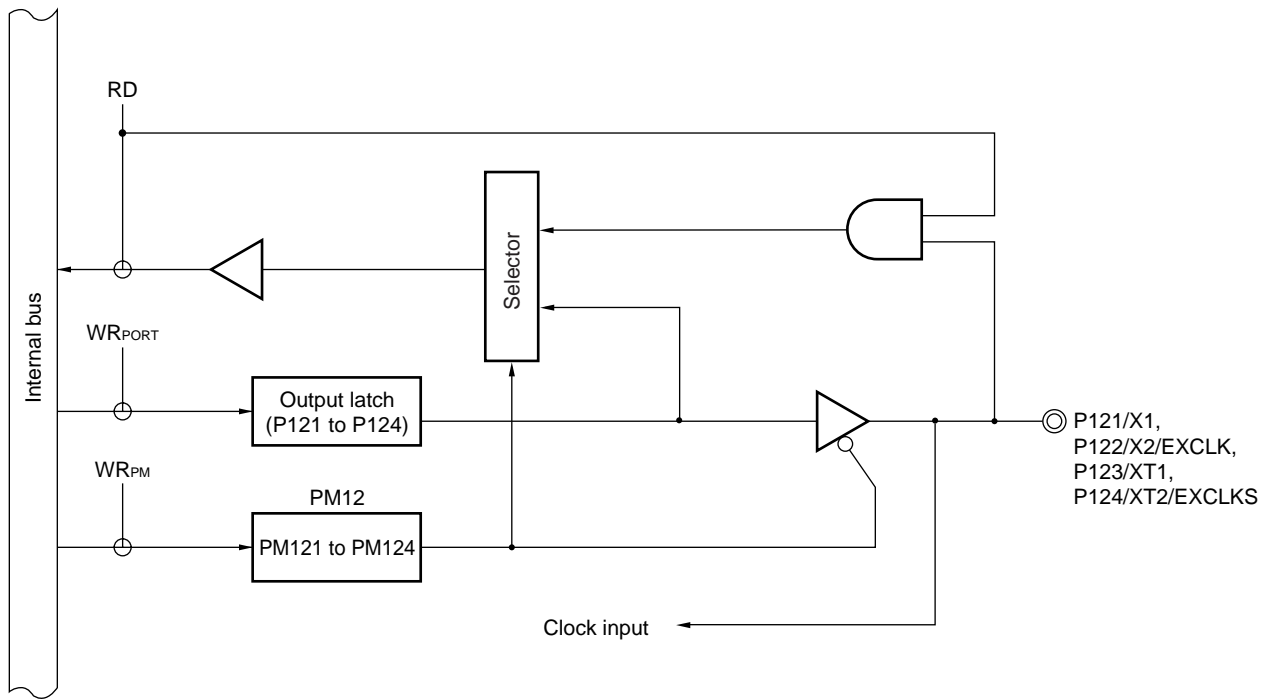 RD
Selector
Internal bus
WRPORT
Output latch
(P121 to P124)
P121/X1,
P122/X2/EXCLK,
P123/XT1,
P124/XT2/EXCLKS
WRPM
PM12
PM121 to PM124
Clock input